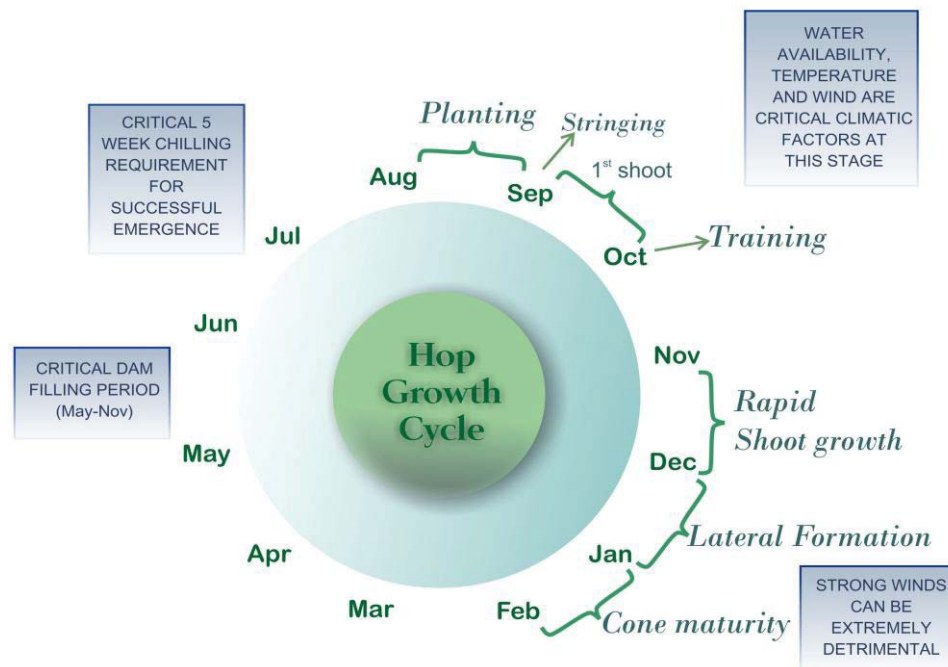 WATER
AVAILABILITY,
TEMPERATURE
AND WIND ARE
CRITICAL CLIMATIC
FACTORS AT
THIS STAGE
CRITICAL 5
WEEK CHILLING
REQUIREMENT
FOR
SUCCESSFUL
EMERGENCE
Planting
Stringing
1st shoot
Aug
Sep
Jul
Oct
Training
Jun
Nov
CRITICAL DAM
FILLING PERIOD
(May-Nov)
Hop
Growth
Cycle
Rapid
Shoot growth
May
Dec
Lateral Formation
Apr
Jan
Mar
Feb
Cone maturity
STRONG WINDS
CAN BE
EXTREMELY
DETRIMENTAL